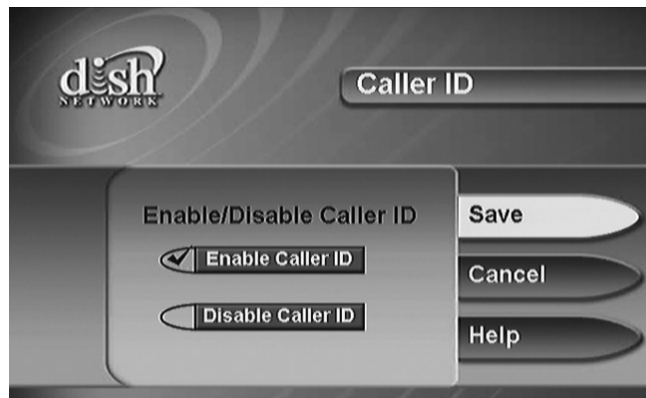 dish
NETWORK
Caller ID
Enable/Disable Caller ID
Enable Caller ID
Disable Caller ID
Save
Cancel
Help